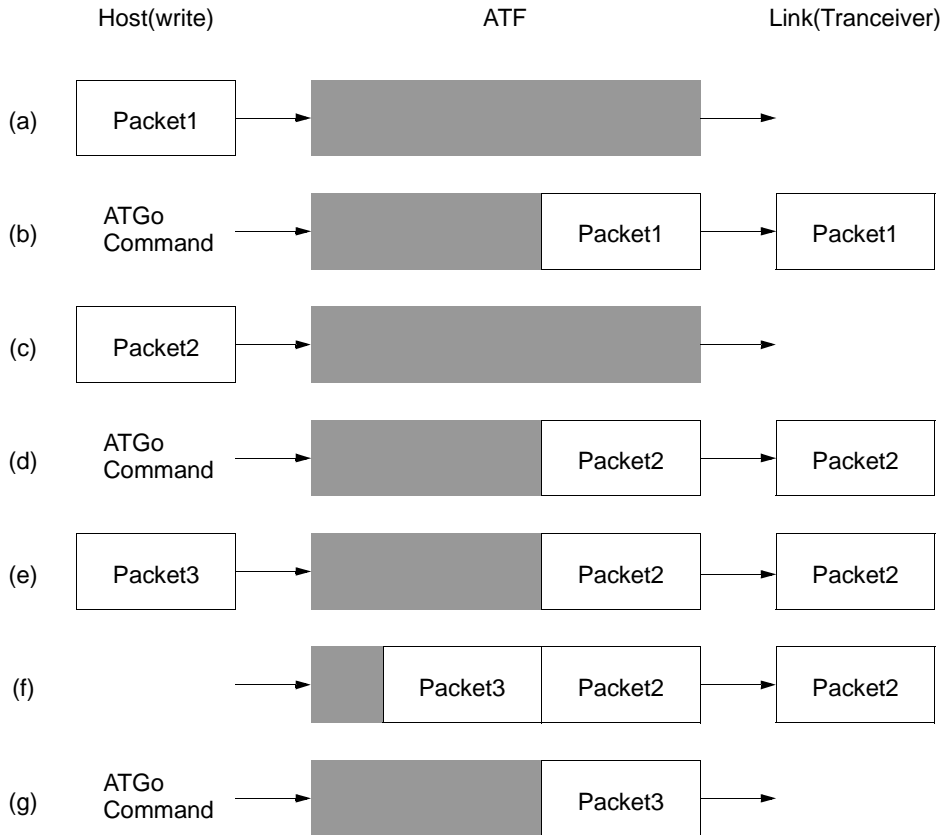 Host(write) ATF Link(Tranceiver)
(a) Packet1
(b) ATGo
Command Packet1 Packet1
(c) Packet2
(d) ATGo
Command Packet2 Packet2
(e) Packet3 Packet2 Packet2
(f) Packet3 Packet2 Packet2
(g) ATGo
Command Packet3